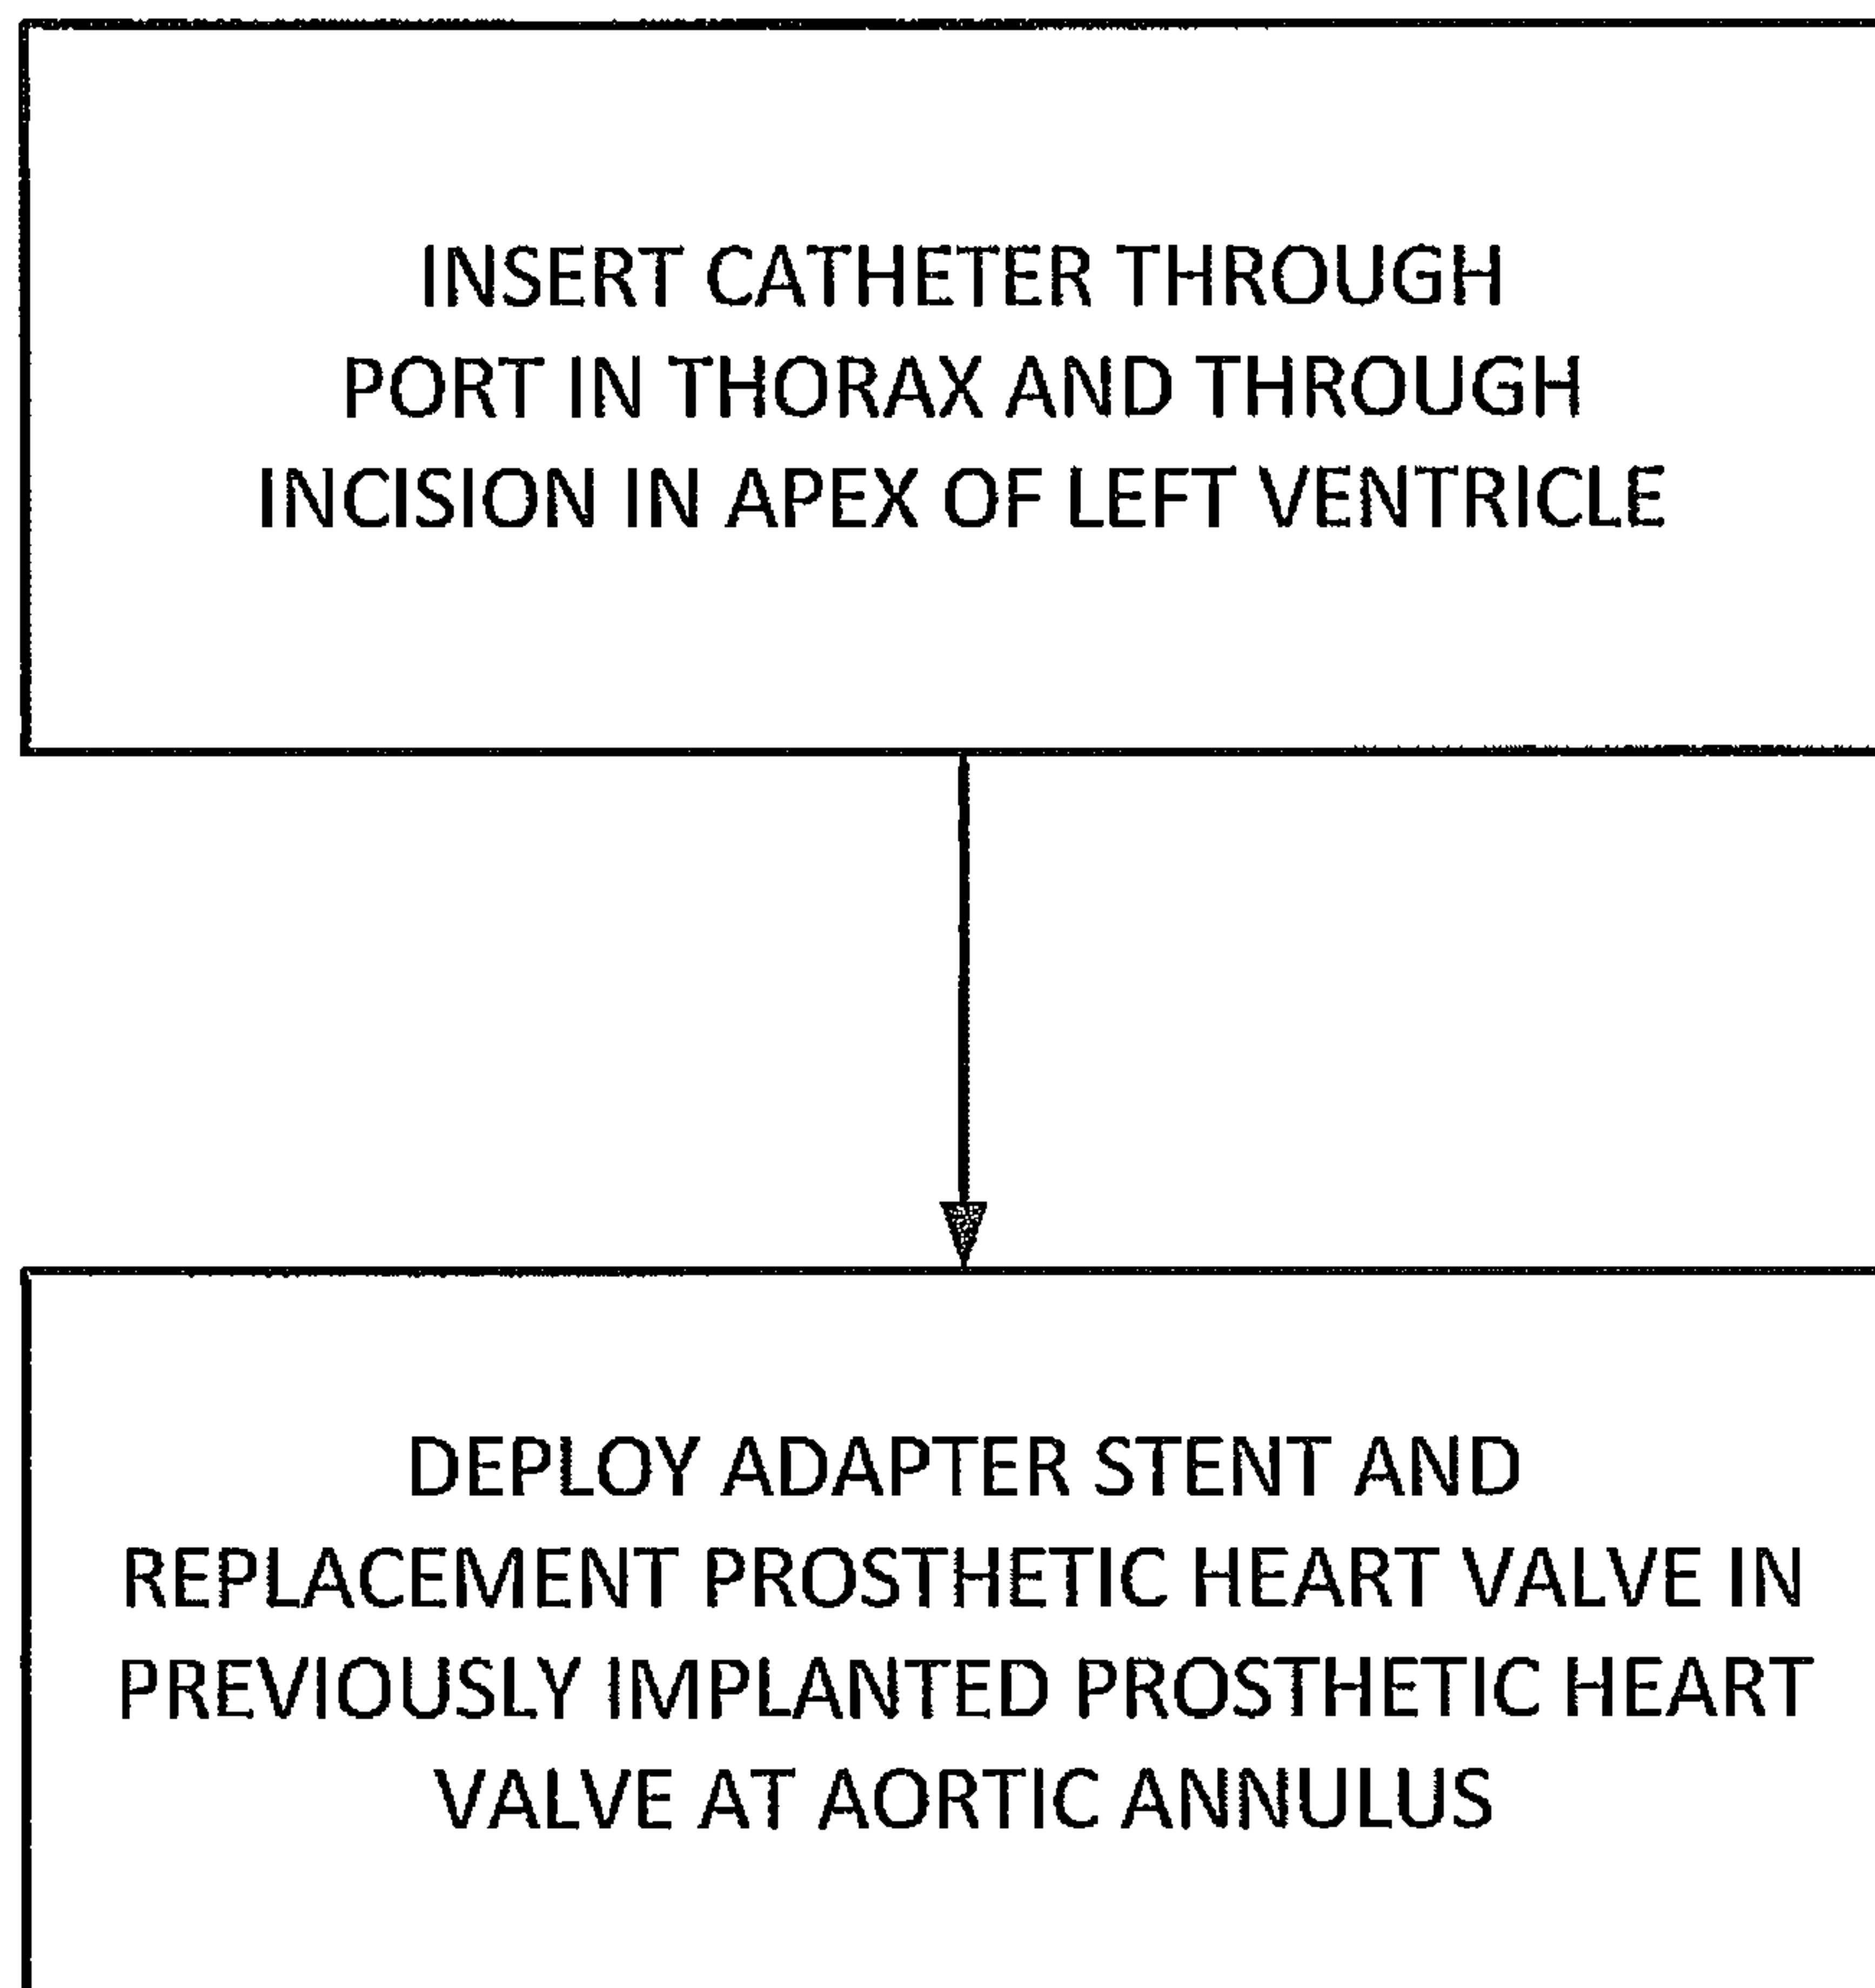 INSERT CATHETER THROUGH
PORT IN THORAX AND THROUGH
INCISION IN APEX OF LEFT VENTRICLE
DEPLOY ADAPTER STENT AND
REPLACEMENT PROSTHETIC HEART VALVE IN
PREVIOUSLY IMPLANTED PROSTHETIC HEART
VALVE AT AORTIC ANNULUS